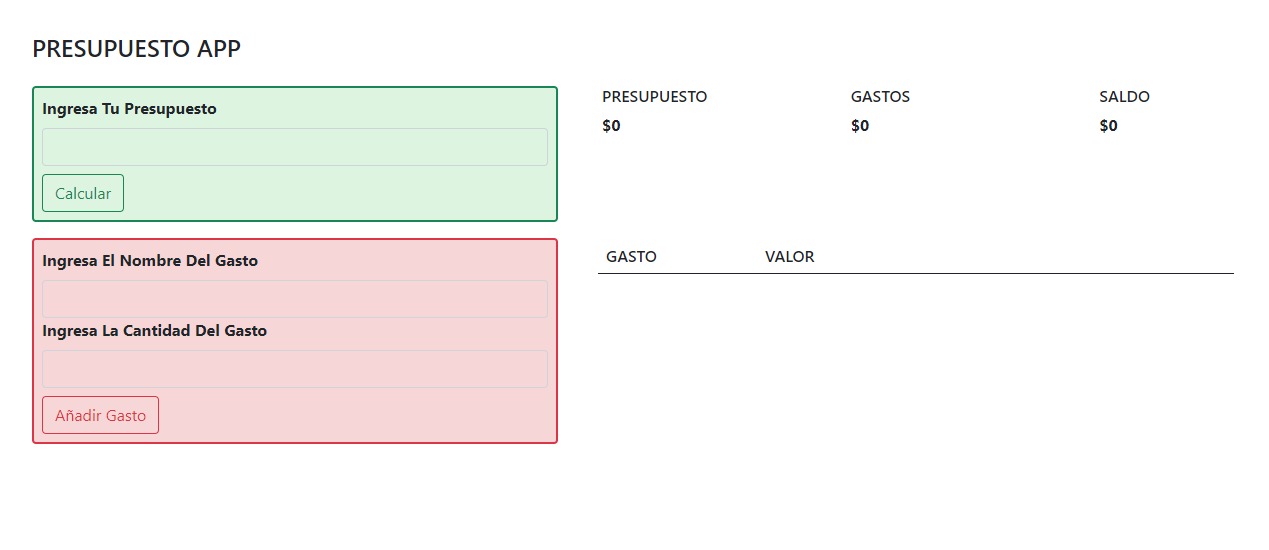 PRESUPUESTO APP
Ingresa Tu Presupuesto
Calcular
PRESUPUESTO GASTOS SALDO
$0 $0 $0
Ingresa El Nombre Del Gasto
Ingresa La Cantidad Del Gasto
Añadir Gasto
GASTO VALOR